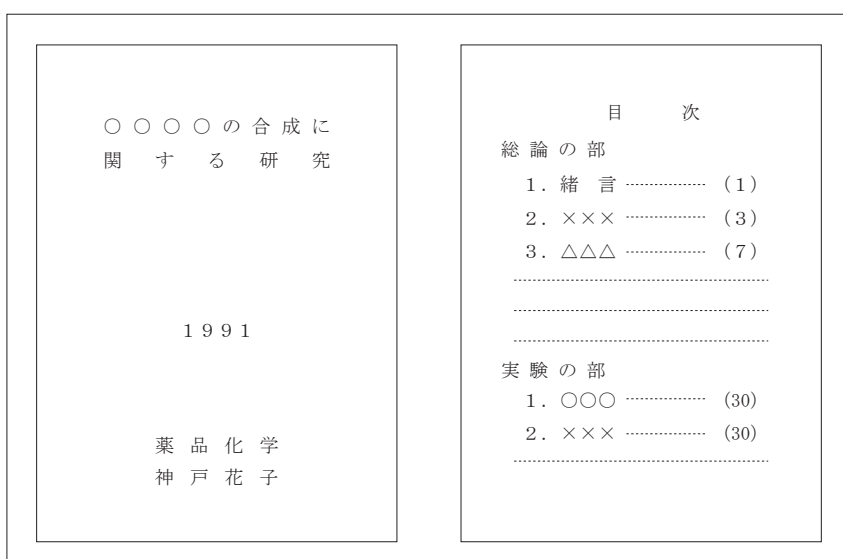 ○○○○の合成に
関する研究
1991
薬品化学
神戸花子
目 次
総論の部
1. 緒言 …………… (1)
2. ××× …………… (3)
3. △△△ …………… (7)
実験の部
1. ○○○ …………… (30)
2. ××× …………… (30)